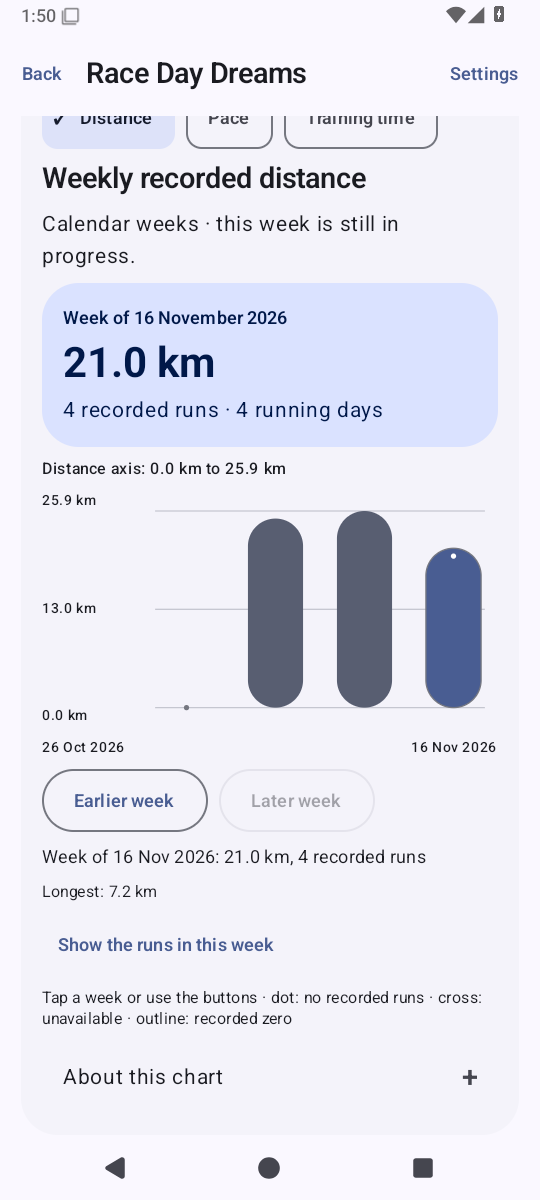 1:50
Back Race Day Dreams Settings
✓ Distance Pace Training time
Weekly recorded distance
Calendar weeks · this week is still in
progress.
Week of 16 November 2026
21.0 km
4 recorded runs · 4 running days
Distance axis: 0.0 km to 25.9 km
25.9 km
13.0 km
0.0 km
26 Oct 2026 16 Nov 2026
Earlier week Later week
Week of 16 Nov 2026: 21.0 km, 4 recorded runs
Longest: 7.2 km
Show the runs in this week
Tap a week or use the buttons · dot: no recorded runs · cross:
unavailable · outline: recorded zero
About this chart +